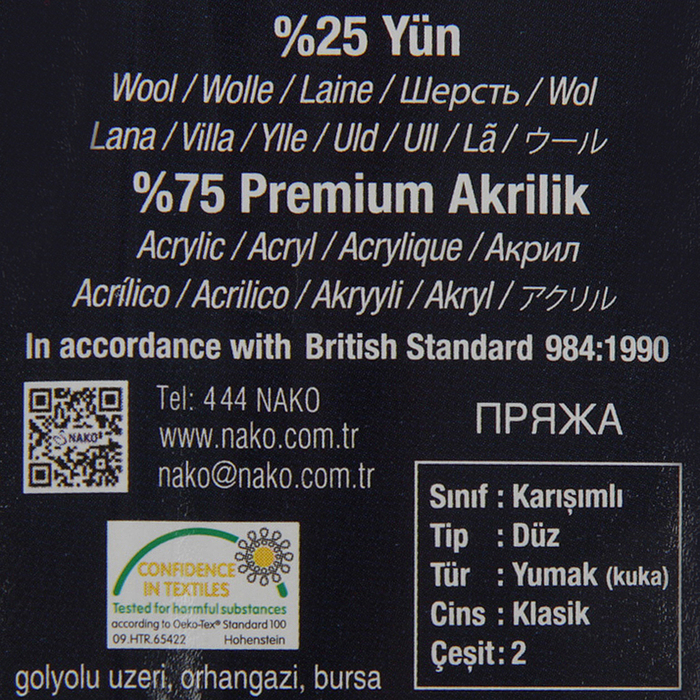 %25 Yün
Wool / Wolle / Laine / Шерсть / Wol
Lana / Villa / Ylle / Uld / Ull / Lã / ウール
%75 Premium Akrilik
Acrylic / Acryl / Acrylique / Акрил
Acrílico / Acrilico / Akryyli / Akryl / アクリル
In accordance with British Standard 984:1990
NAKO
Tel: 444 NAKO
www.nako.com.tr
nako@nako.com.tr
ПРЯЖА
Sınıf : Karışımlı
Tip : Düz
Tür : Yumak (kuka)
Cins : Klasik
Çeşit: 2
CONFIDENCE
IN TEXTILES
Tested for harmful substances
according to Oeko-Tex® Standard 100
09.HTR.65422 Hohenstein
golyolu uzeri, orhangazi, bursa